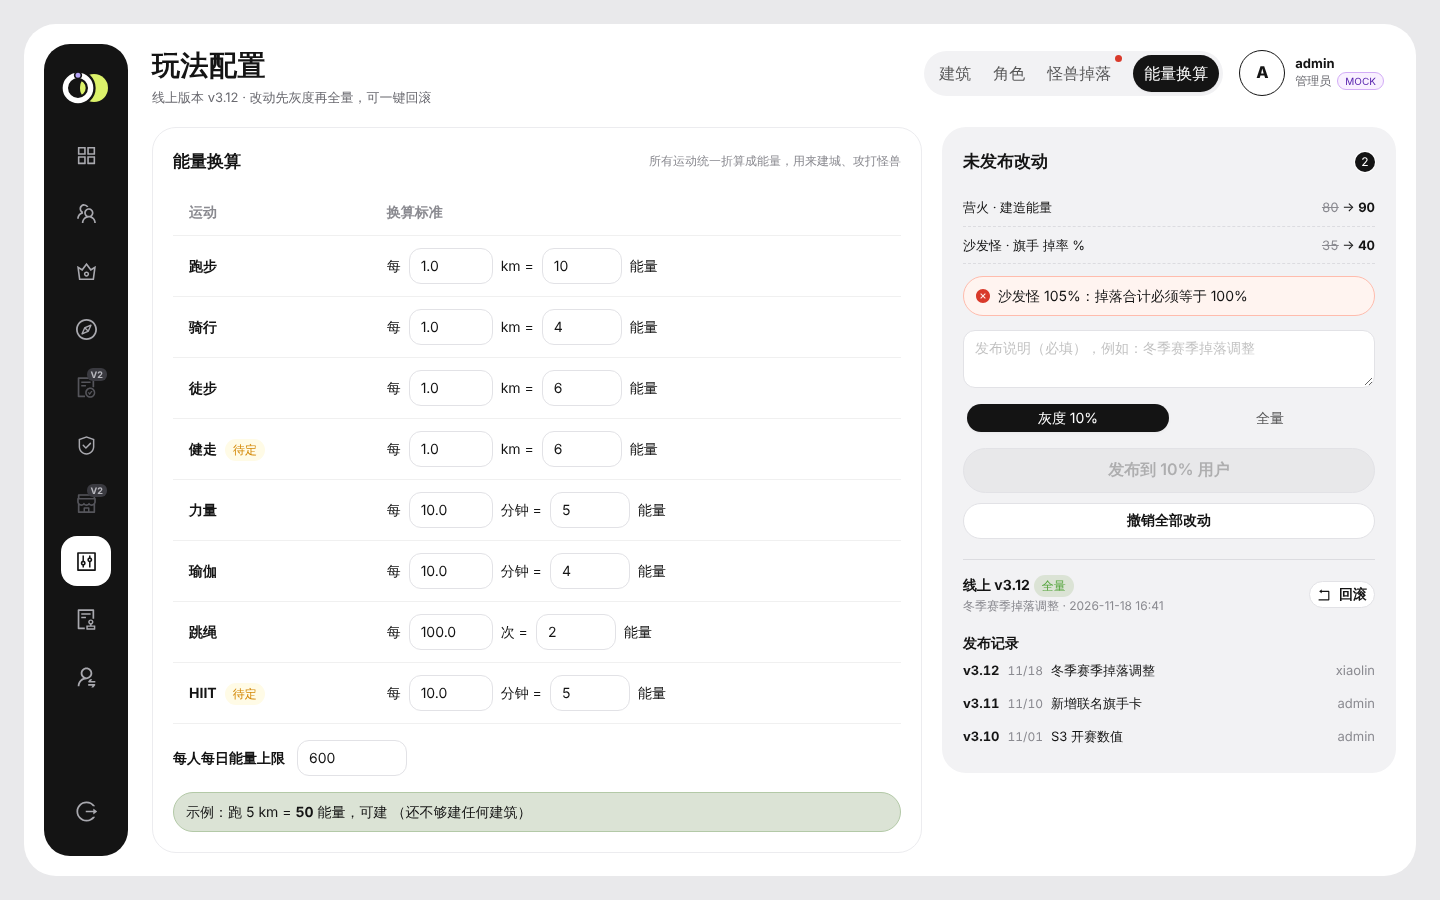 玩法配置
线上版本 v3.12 · 改动先灰度再全量，可一键回滚
建筑 角色 怪兽掉落 能量换算
A
admin
管理员 MOCK
V2
V2
能量换算
所有运动统一折算成能量，用来建城、攻打怪兽
运动 换算标准
跑步 每 1.0 km = 10 能量
骑行 每 1.0 km = 4 能量
徒步 每 1.0 km = 6 能量
健走 待定 每 1.0 km = 6 能量
力量 每 10.0 分钟 = 5 能量
瑜伽 每 10.0 分钟 = 4 能量
跳绳 每 100.0 次 = 2 能量
HIIT 待定 每 10.0 分钟 = 5 能量
每人每日能量上限 600
示例：跑 5 km = 50 能量，可建 （还不够建任何建筑）
未发布改动 2
营火 · 建造能量 80 → 90
沙发怪 · 旗手 掉率 % 35 → 40
沙发怪 105%：掉落合计必须等于 100%
发布说明（必填），例如：冬季赛季掉落调整
灰度 10% 全量
发布到 10% 用户
撤销全部改动
线上 v3.12 全量
冬季赛季掉落调整 · 2026-11-18 16:41
回滚
发布记录
v3.12 11/18 冬季赛季掉落调整 xiaolin
v3.11 11/10 新增联名旗手卡 admin
v3.10 11/01 S3 开赛数值 admin